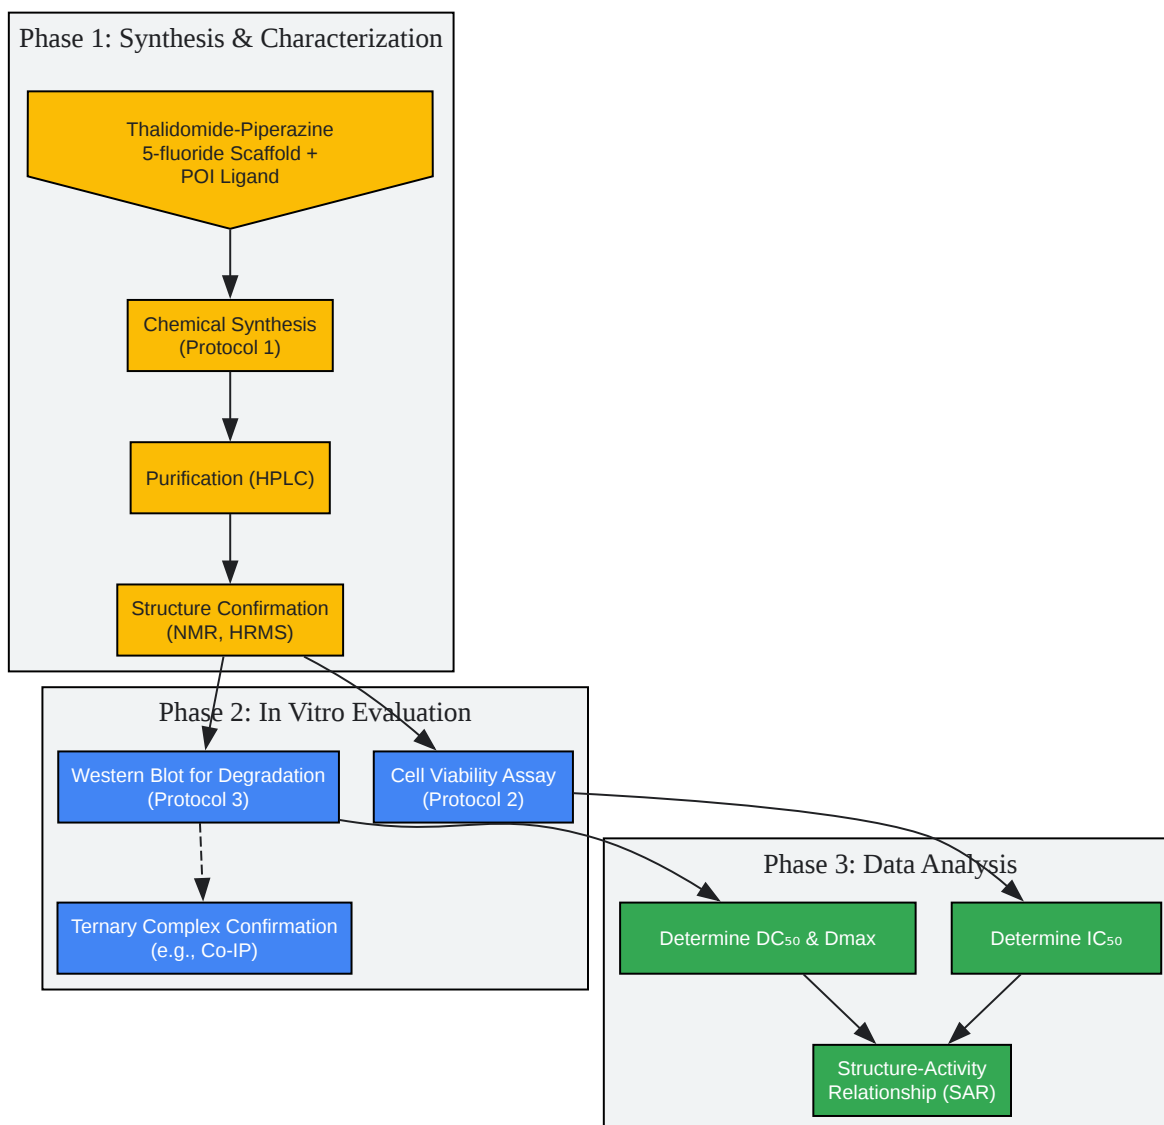 Phase 1: Synthesis & Characterization
Thalidomide-Piperazine
5-fluoride Scaffold +
POI Ligand
Chemical Synthesis
(Protocol 1)
Purification (HPLC)
Structure Confirmation
(NMR, HRMS)
Phase 2: In Vitro Evaluation
Western Blot for Degradation
(Protocol 3)
Cell Viability Assay
(Protocol 2)
Ternary Complex Confirmation
(e.g., Co-IP)
Phase 3: Data Analysis
Determine DC₅₀ & Dmax
Determine IC₅₀
Structure-Activity
Relationship (SAR)